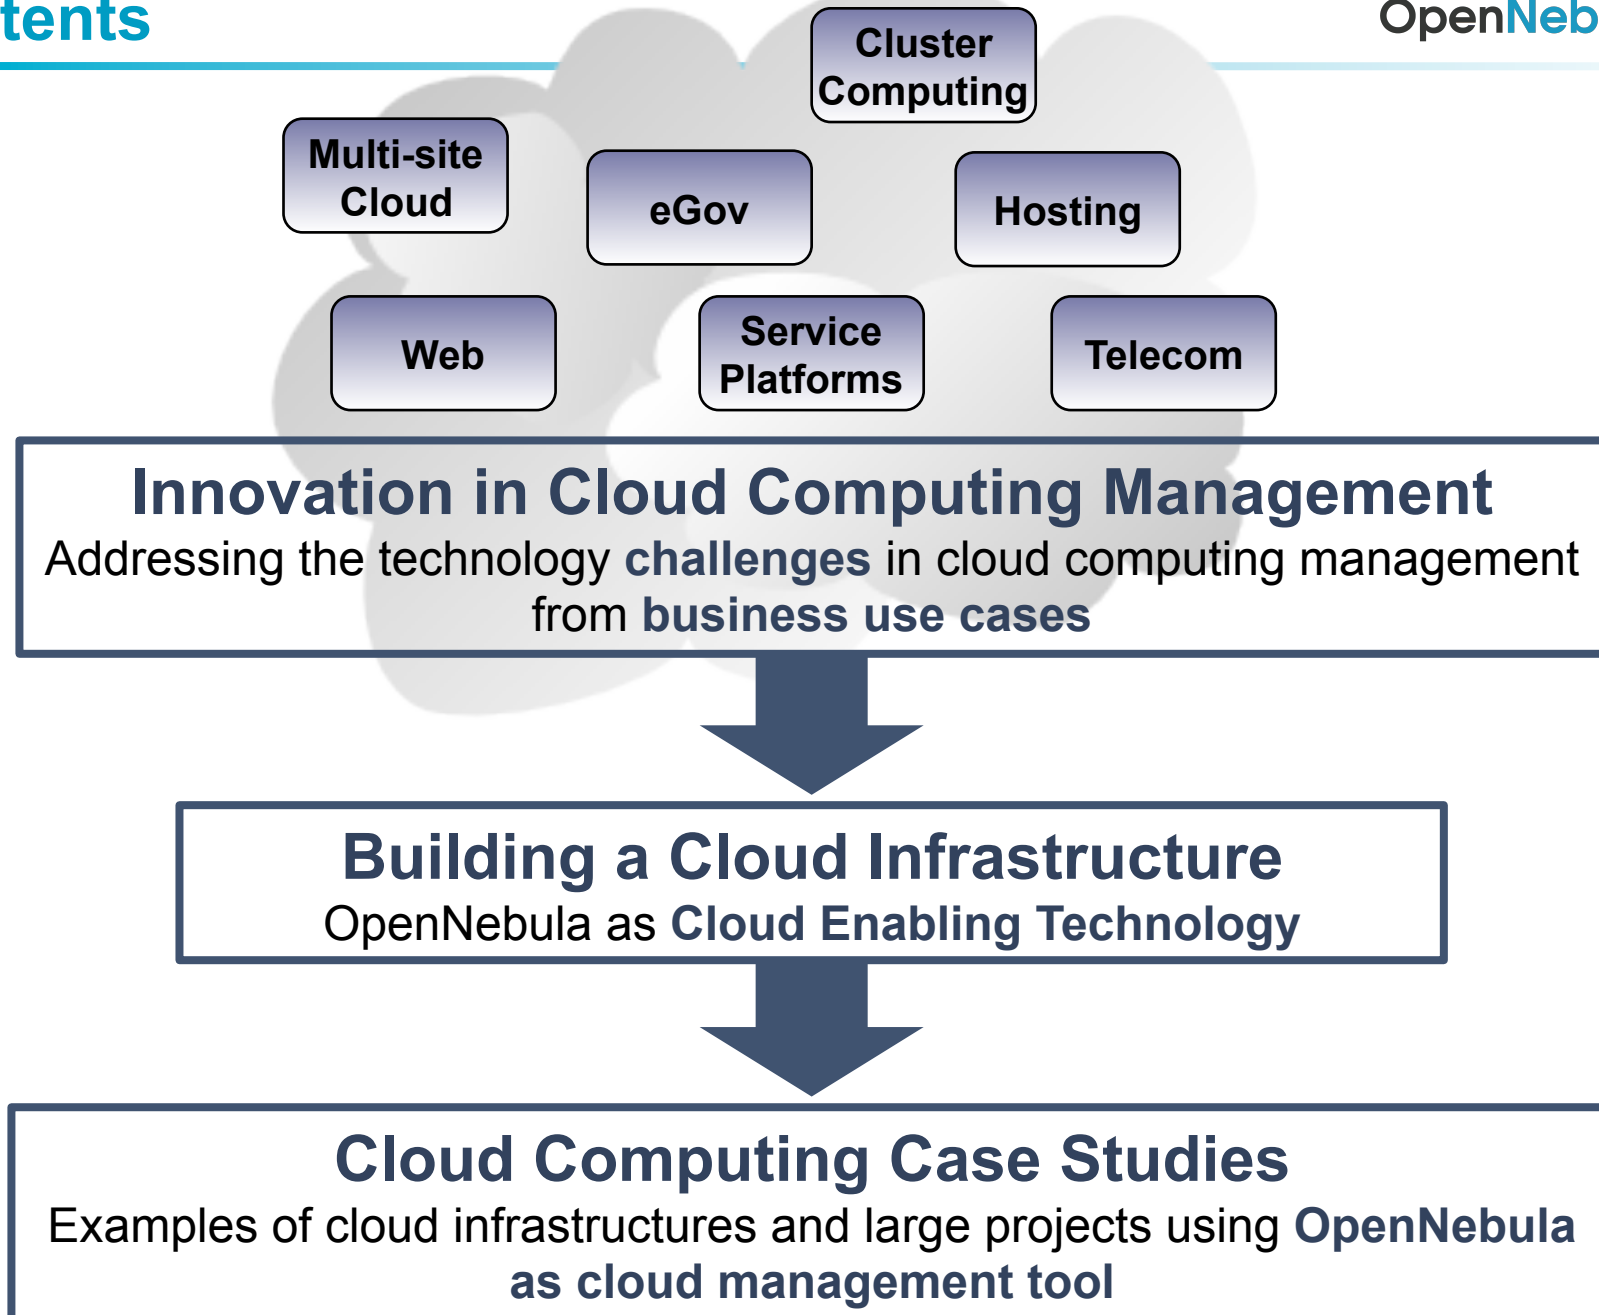 tents
OpenNeb
Cluster
Computing
Multi-site
Cloud
eGov
Hosting
Web
Service
Platforms
Telecom
Innovation in Cloud Computing Management
Addressing the technology challenges in cloud computing management
from business use cases
Building a Cloud Infrastructure
OpenNebula as Cloud Enabling Technology
Cloud Computing Case Studies
Examples of cloud infrastructures and large projects using OpenNebula
as cloud management tool